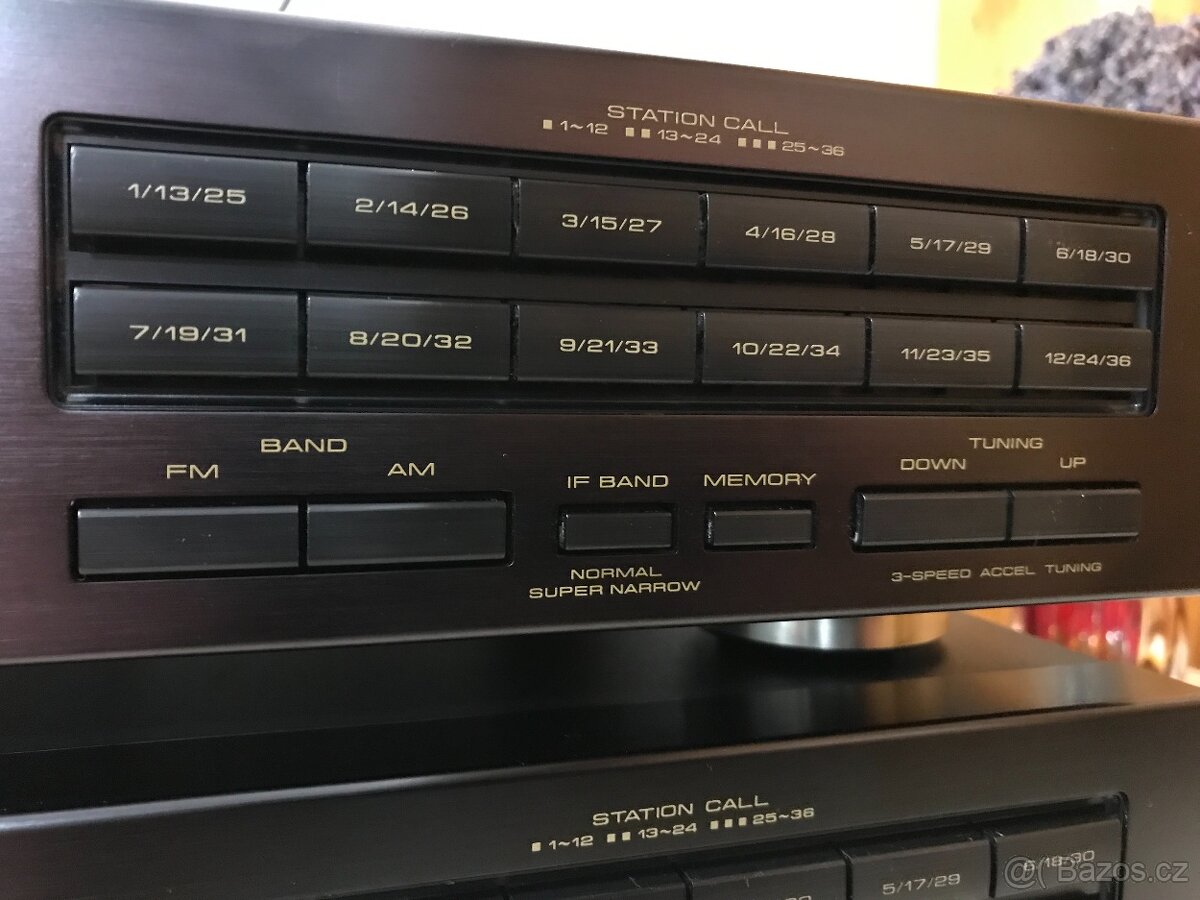 STATION CALL
■ 1~12 ■■ 13~24 ■■■ 25~36
1/13/25 2/14/26 3/15/27 4/16/28 5/17/29 6/18/30
7/19/31 8/20/32 9/21/33 10/22/34 11/23/35 12/24/36
BAND TUNING
FM AM IF BAND MEMORY DOWN UP
NORMAL
SUPER NARROW
3-SPEED ACCEL TUNING
STATION CALL
■ 1~12 ■■ 13~24 ■■■ 25~36
5/17/29 6/18/30
@ Bazos.cz